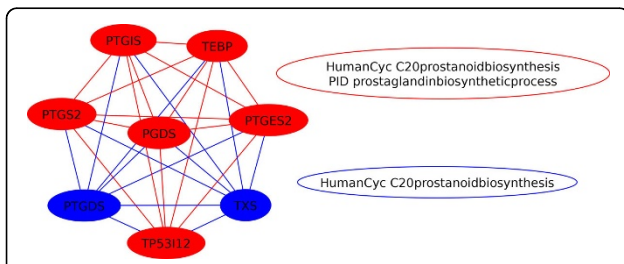 PTGIS
TEBP
HumanCyc C20prostanoidbiosynthesis
PID prostaglandinbiosyntheticprocess
PTGS2
PGDS
PTGES2
PTGDS
TXS
HumanCyc C20prostanoidbiosynthesis
TP53I12